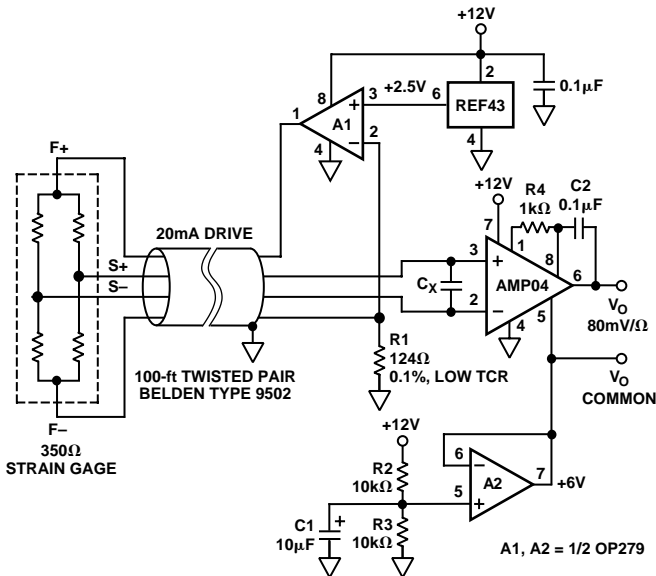 +12V
2
8
3
+2.5V
6
REF43
0.1µF
1
A1
2
4
4
F+
+12V
R4
1kΩ
C2
0.1µF
20mA DRIVE
7
1
S+
3
8
6
CX
AMP04
VO
80mV/Ω
S–
2
5
4
R1
124Ω
0.1%, LOW TCR
VO
COMMON
100-ft TWISTED PAIR
BELDEN TYPE 9502
F–
350Ω
STRAIN GAGE
+12V
R2
10kΩ
6
A2
7
+6V
5
C1
10µF
+
R3
10kΩ
A1, A2 = 1/2 OP279